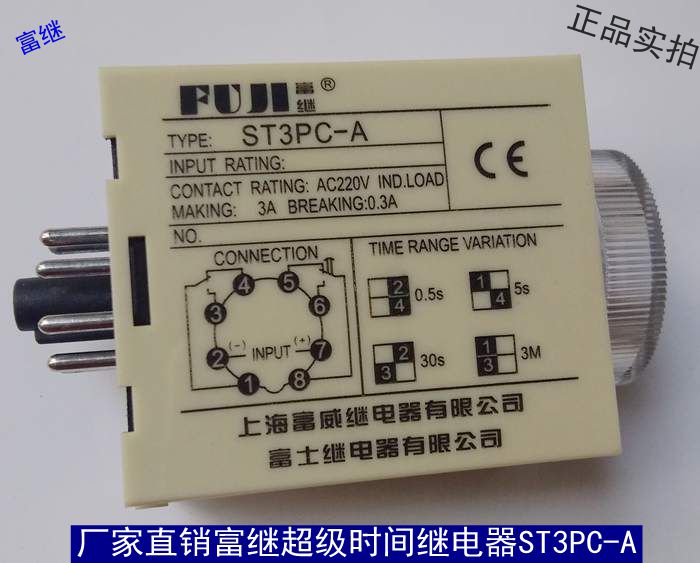 富继
正品实拍
FUJI 富继 ®
TYPE: ST3PC-A
INPUT RATING:
CONTACT RATING: AC220V IND.LOAD
MAKING: 3A BREAKING:0.3A
NO.
CE
CONNECTION
4 5
3 6
2 (-) INPUT (+) 7
1 8
TIME RANGE VARIATION
2 4 0.5s
1 4 5s
2 3 30s
1 3 3M
上海富威继电器有限公司
富士继电器有限公司
厂家直销富继超级时间继电器ST3PC-A